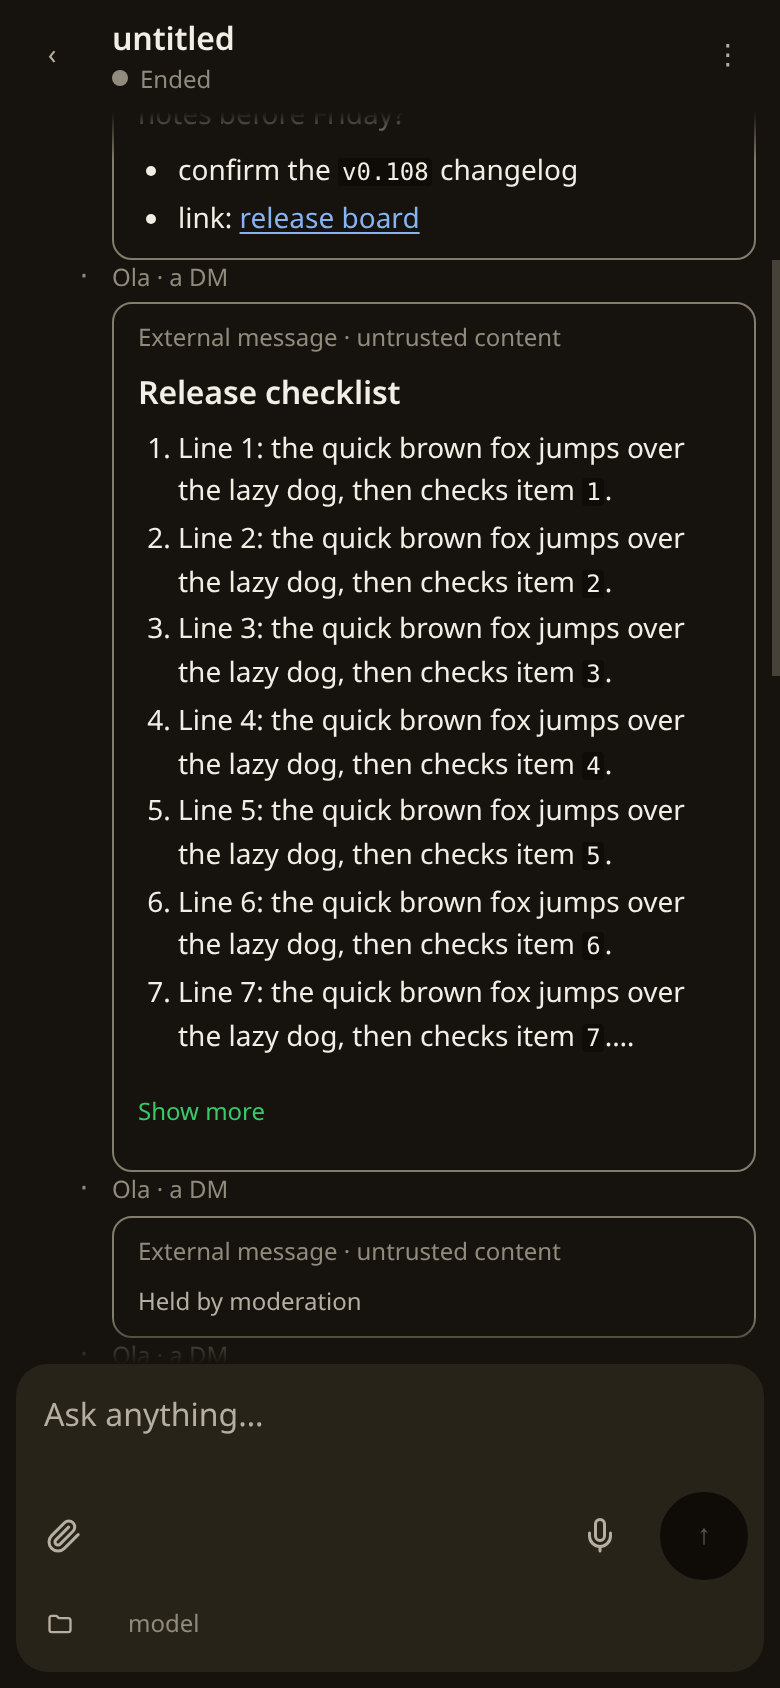 untitled
Ended
notes before Friday?
• confirm the v0.108 changelog
• link: release board
· Ola · a DM
External message · untrusted content
Release checklist
1. Line 1: the quick brown fox jumps over
the lazy dog, then checks item 1.
2. Line 2: the quick brown fox jumps over
the lazy dog, then checks item 2.
3. Line 3: the quick brown fox jumps over
the lazy dog, then checks item 3.
4. Line 4: the quick brown fox jumps over
the lazy dog, then checks item 4.
5. Line 5: the quick brown fox jumps over
the lazy dog, then checks item 5.
6. Line 6: the quick brown fox jumps over
the lazy dog, then checks item 6.
7. Line 7: the quick brown fox jumps over
the lazy dog, then checks item 7....
Show more
· Ola · a DM
External message · untrusted content
Held by moderation
· Ola · a DM
Ask anything...
model